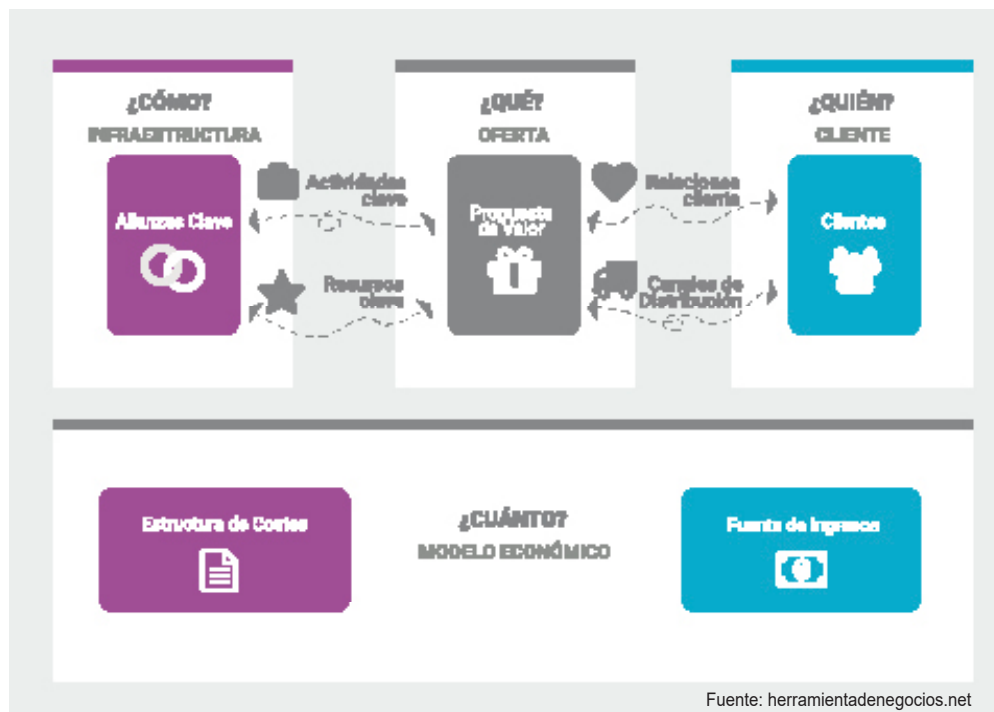 ¿CÓMO?
INFRAESTRUCTURA
¿QUÉ?
OFERTA
¿QUIÉN?
CLIENTE
Alianzas Clave
Actividades
clave
Recursos
clave
Propuesta
de Valor
Relaciones
cliente
Canales de
Distribución
Clientes
Estructura de Costes
¿CUÁNTO?
MODELO ECONÓMICO
Fuente de Ingresos
Fuente: herramientadenegocios.net